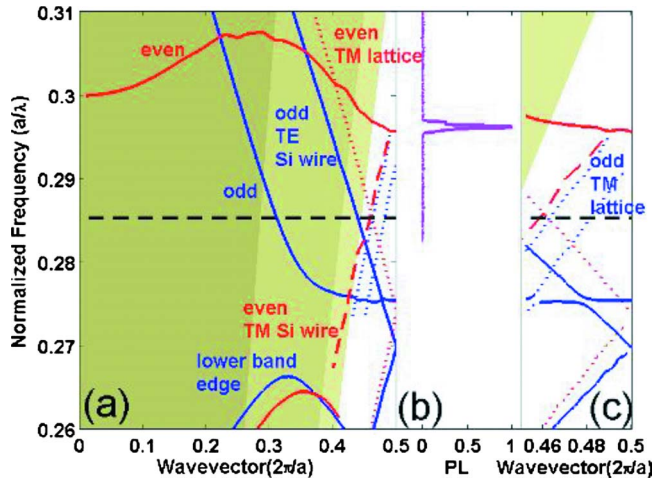 0.31
0.3
0.29
0.28
0.27
0.26
Normalized Frequency (a/λ)
even
even
TM lattice
odd
TE
Si wire
odd
even
TM Si wire
lower band
edge
(a)
(b)
(c)
odd
TM
lattice
0 0.1 0.2 0.3 0.4 0.5
Wavevector(2π/a)
0 0.5 1
PL
0.46 0.48 0.5
Wavevector(2π/a)